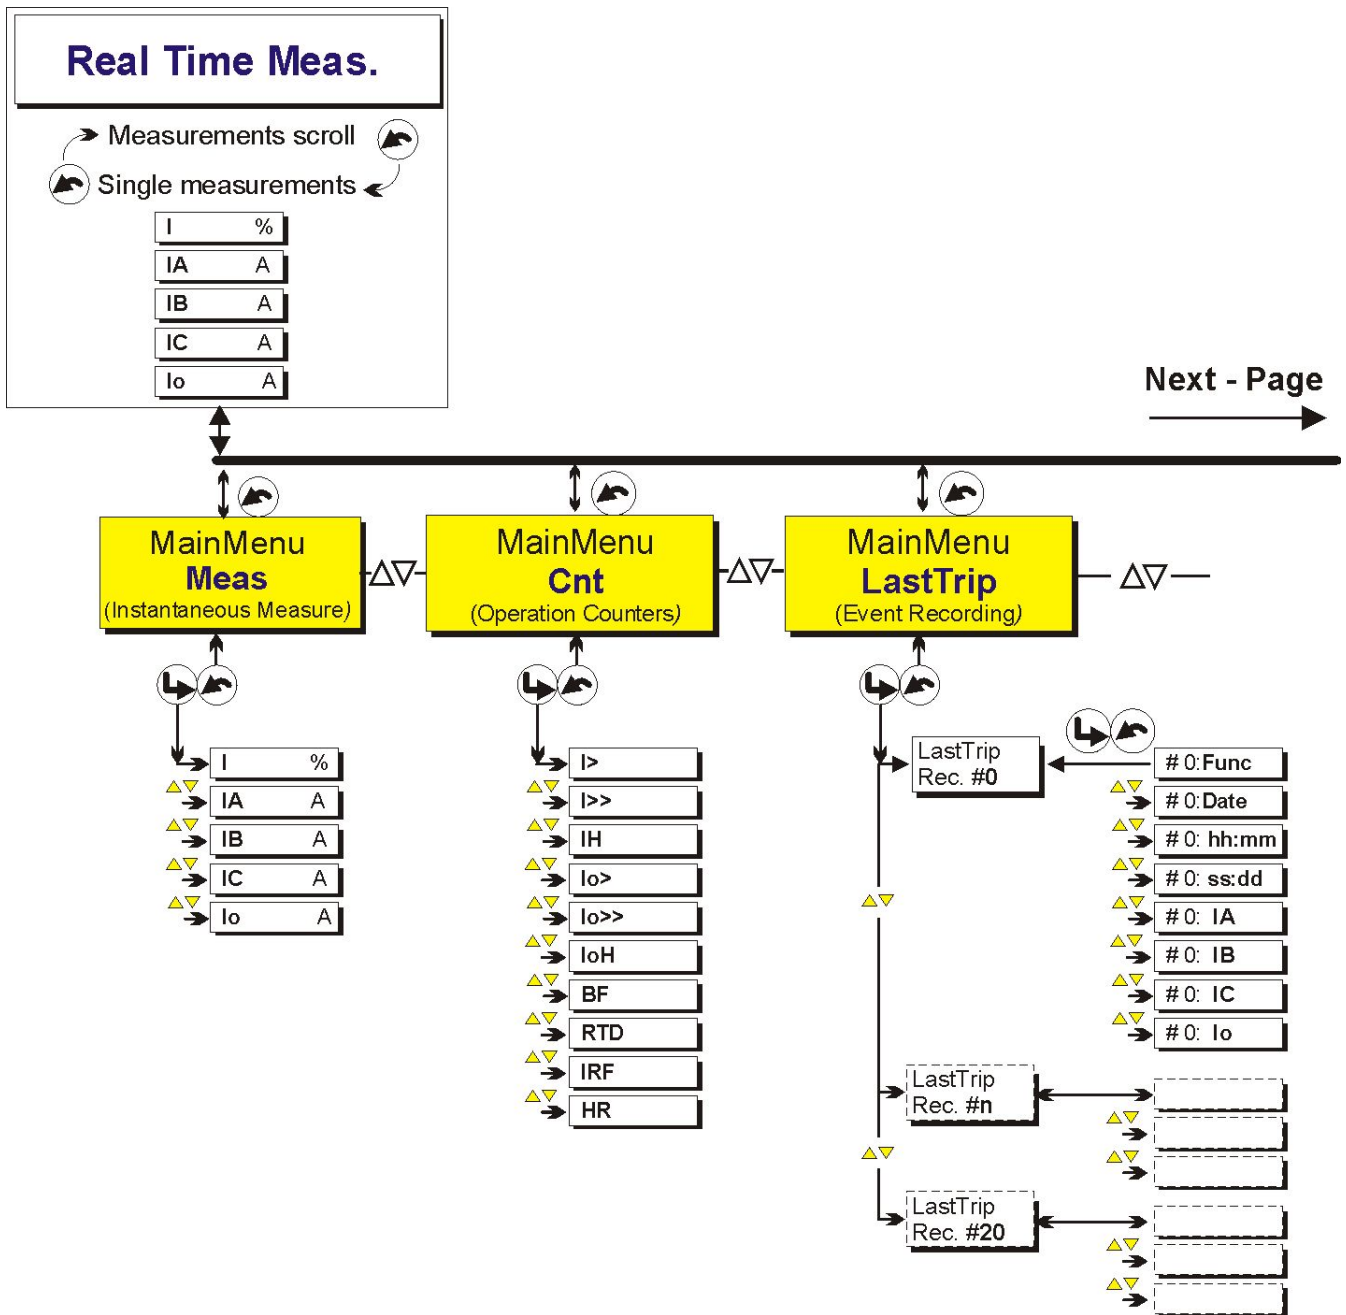 Real Time Meas.
Measurements scroll
Single measurements
I %
IA A
IB A
IC A
Io A
Next - Page
MainMenu
Meas
(Instantaneous Measure)
MainMenu
Cnt
(Operation Counters)
MainMenu
LastTrip
(Event Recording)
I %
IA A
IB A
IC A
Io A
I>
I>>
IH
Io>
Io>>
IoH
BF
RTD
IRF
HR
LastTrip
Rec. #0
# 0:Func
# 0:Date
# 0: hh:mm
# 0: ss:dd
# 0: IA
# 0: IB
# 0: IC
# 0: Io
LastTrip
Rec. #n
LastTrip
Rec. #20